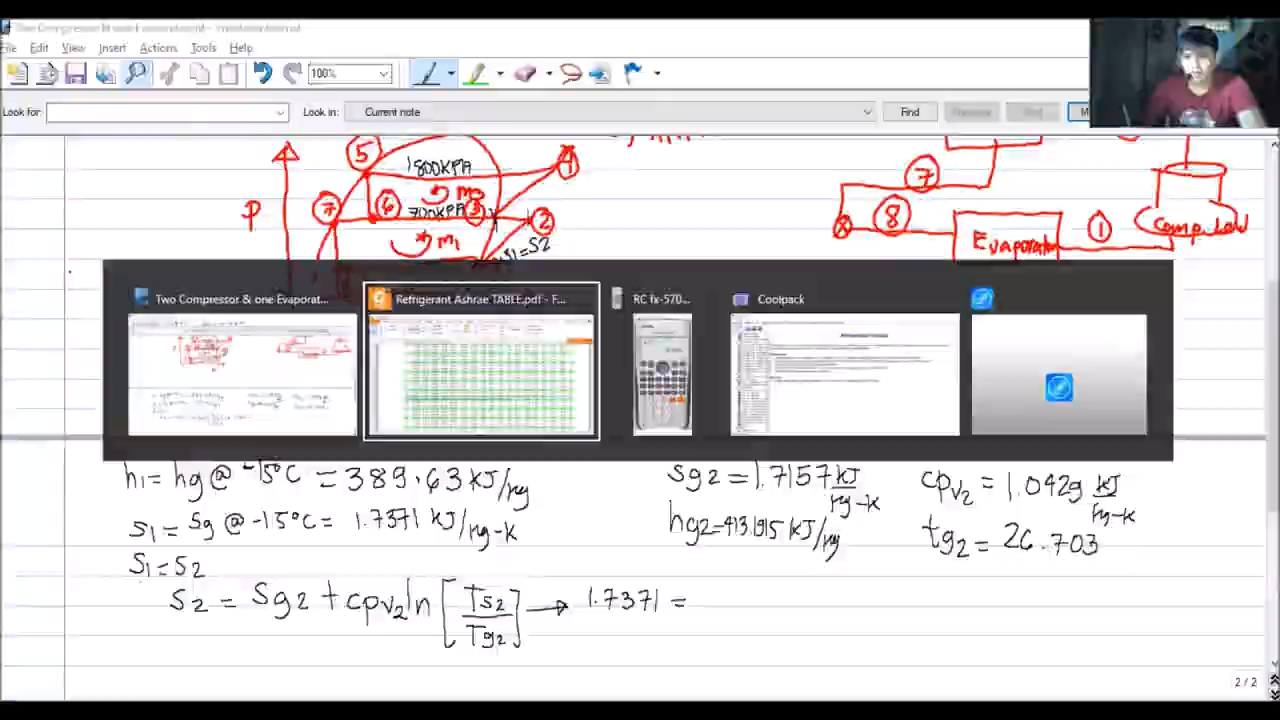 File Edit View Insert Actions Tools Help
100%
Look for: Look in: Current note Find
5 1800KPA 4
P 7 6 700KPA 3 2
m1
S1=S2
7
8 Evaporator 1
Two Compressor & one Evaporat... Refrigerant Ashrae TABLE.pdf - F... RC fx-570... Coolpack
h1 = hg @ -15°C = 389.63 KJ/kg
S1 = Sg @ -15°C = 1.7371 KJ/kg-K
S1 = S2
S2 = Sg2 + cpv2 ln [Ts2/Tg2] → 1.7371 =
Sg2 = 1.7157 KJ/kg-K
hg2 = 413.1915 KJ/kg
cpv2 = 1.0429 KJ/kg-K
tg2 = 26.703
2 / 2